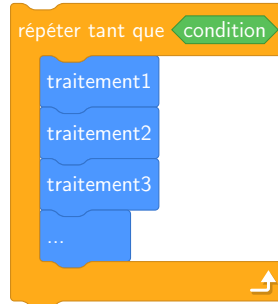 répéter tant que condition
traitement1
traitement2
traitement3
...